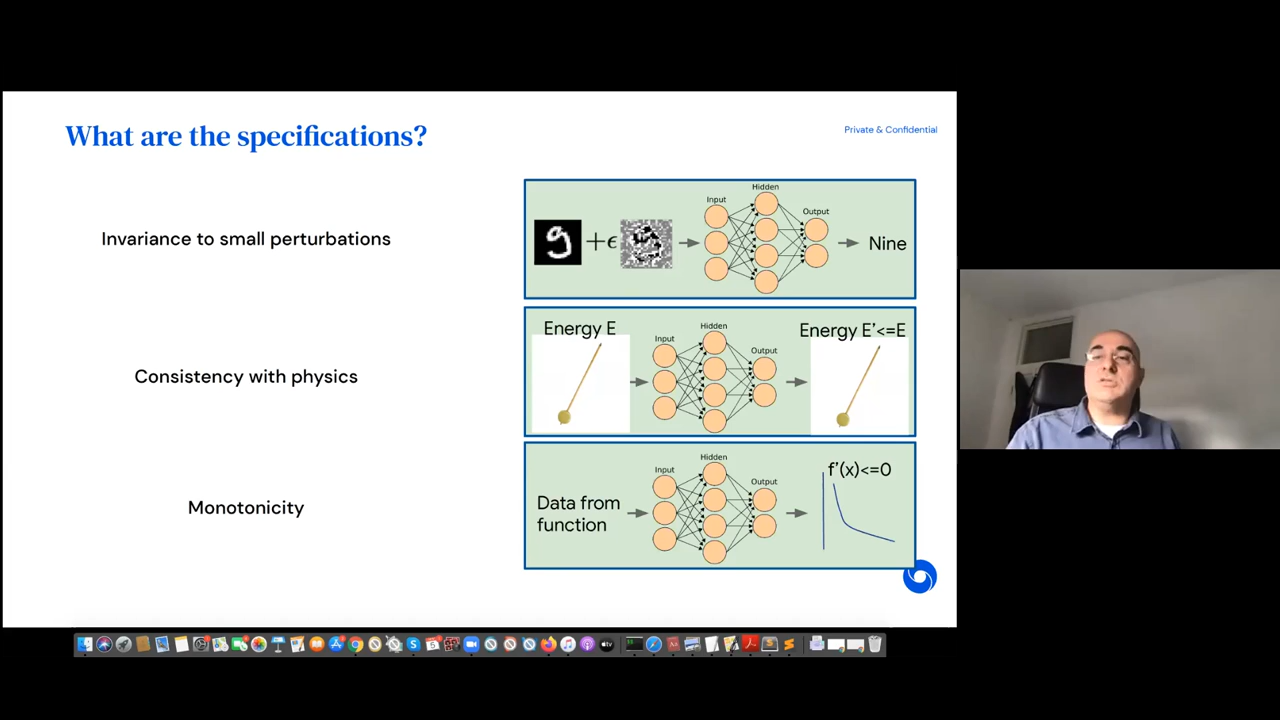 What are the specifications?
Private & Confidential
Invariance to small perturbations
+ϵ
Input
Hidden
Output
Nine
Consistency with physics
Energy E
Input
Hidden
Output
Energy E'<=E
Monotonicity
Data from
function
Input
Hidden
Output
f'(x)<=0